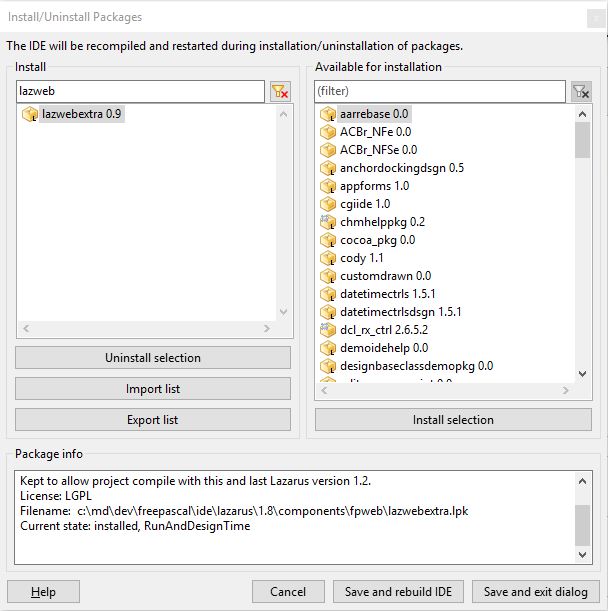 Install/Uninstall Packages
The IDE will be recompiled and restarted during installation/uninstallation of packages.
Install
lazweb
lazwebextra 0.9
Uninstall selection
Import list
Export list
Available for installation
(filter)
aarrebase 0.0
ACBr_NFe 0.0
ACBr_NFSe 0.0
anchordockingdsgn 0.5
appforms 1.0
cgiide 1.0
chmhelppkg 0.2
cocoa_pkg 0.0
cody 1.1
customdrawn 0.0
datetimectrls 1.5.1
datetimectrlsdsgn 1.5.1
dcl_rx_ctrl 2.6.5.2
demoidehelp 0.0
designbaseclassdemopkg 0.0
Install selection
Package info
Kept to allow project compile with this and last Lazarus version 1.2.
License: LGPL
Filename: c:\md\dev\freepascal\ide\lazarus\1.8\components\fpweb\lazwebextra.lpk
Current state: installed, RunAndDesignTime
Help
Cancel
Save and rebuild IDE
Save and exit dialog